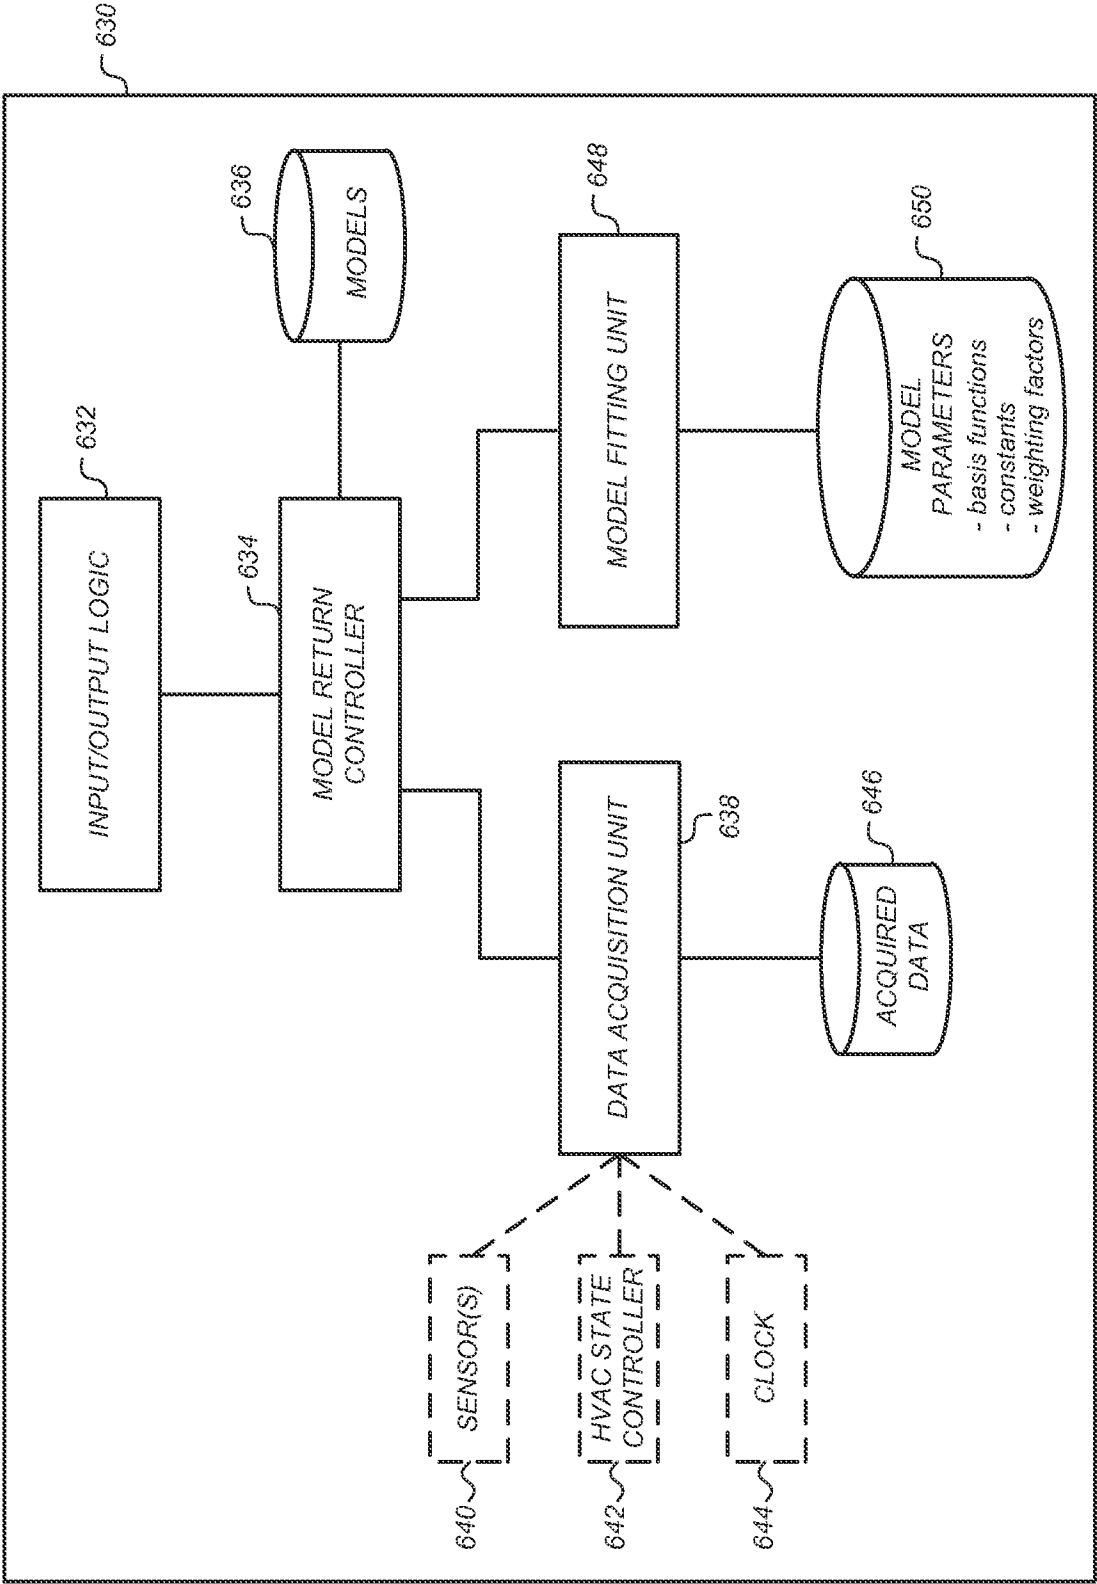 630
632
INPUT/OUTPUT LOGIC
634
MODEL RETURN
CONTROLLER
636
MODELS
640
SENSOR(S)
642
HVAC STATE
CONTROLLER
644
CLOCK
DATA ACQUISITION UNIT
638
648
MODEL FITTING UNIT
646
ACQUIRED
DATA
650
MODEL
PARAMETERS
- basis functions
- constants
- weighting factors